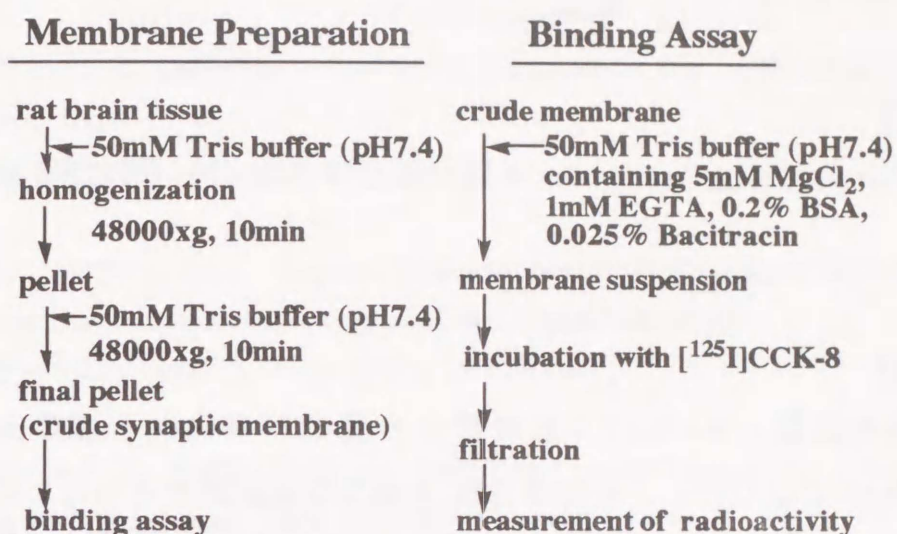 Membrane Preparation
rat brain tissue
50mM Tris buffer (pH7.4)
homogenization
48000xg, 10min
pellet
50mM Tris buffer (pH7.4)
48000xg, 10min
final pellet
(crude synaptic membrane)
binding assay
Binding Assay
crude membrane
50mM Tris buffer (pH7.4)
containing 5mM MgCl₂,
1mM EGTA, 0.2% BSA,
0.025% Bacitracin
membrane suspension
incubation with [¹²⁵I]CCK-8
filtration
measurement of radioactivity